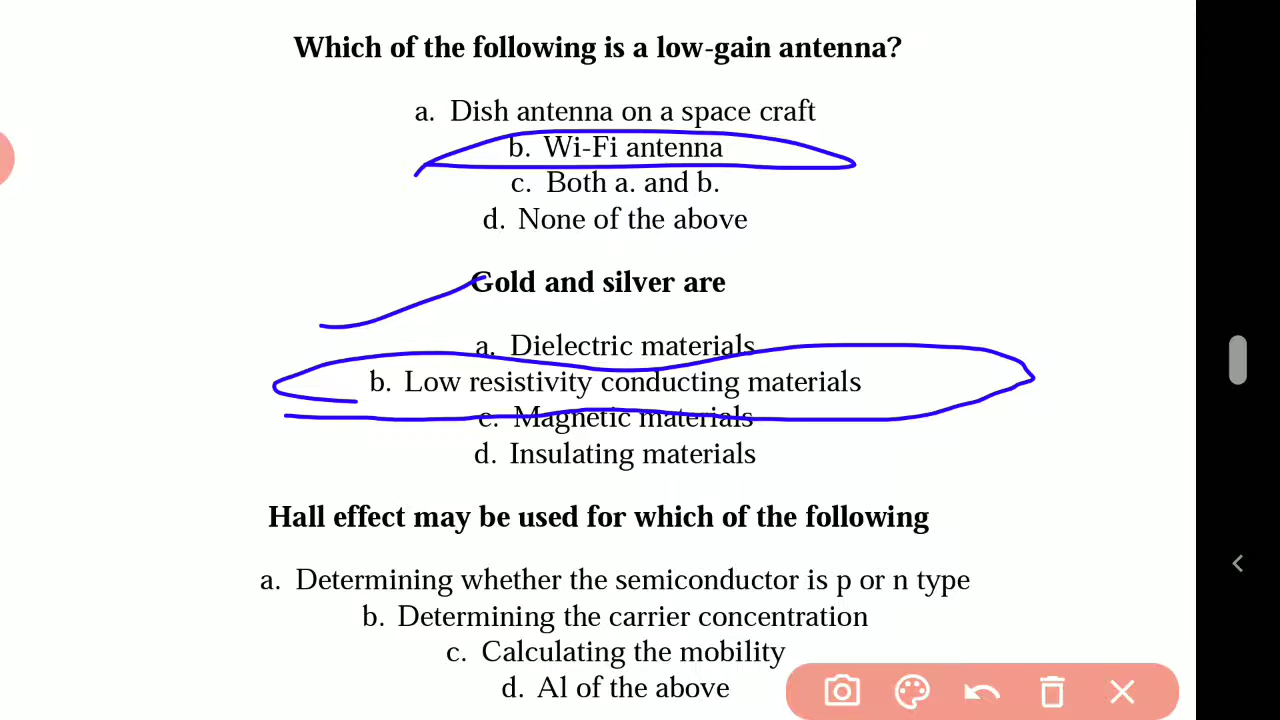 Which of the following is a low-gain antenna?
a. Dish antenna on a space craft
b. Wi-Fi antenna
c. Both a. and b.
d. None of the above
Gold and silver are
a. Dielectric materials
b. Low resistivity conducting materials
c. Magnetic materials
d. Insulating materials
Hall effect may be used for which of the following
a. Determining whether the semiconductor is p or n type
b. Determining the carrier concentration
c. Calculating the mobility
d. Al of the above